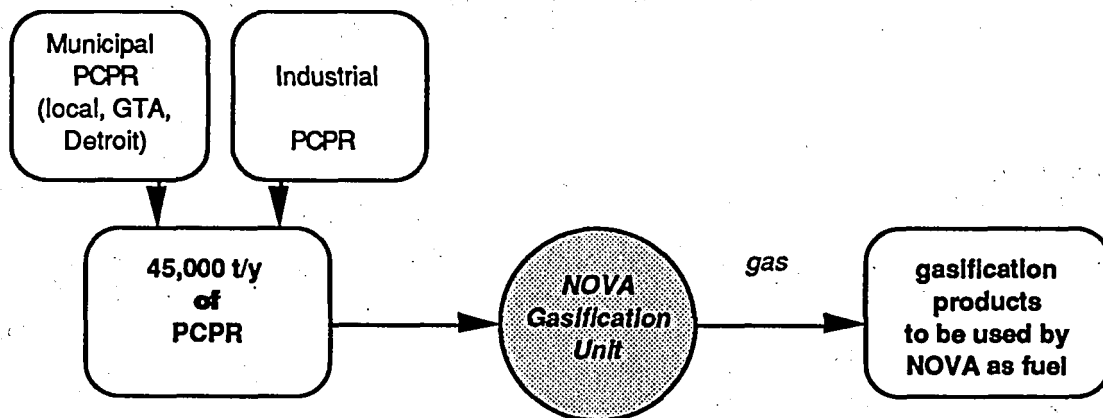 Municipal
PCPR
(local, GTA,
Detroit)
Industrial
PCPR
45,000 t/y
of
PCPR
NOVA
Gasification
Unit
gas
gasification
products
to be used by
NOVA as fuel